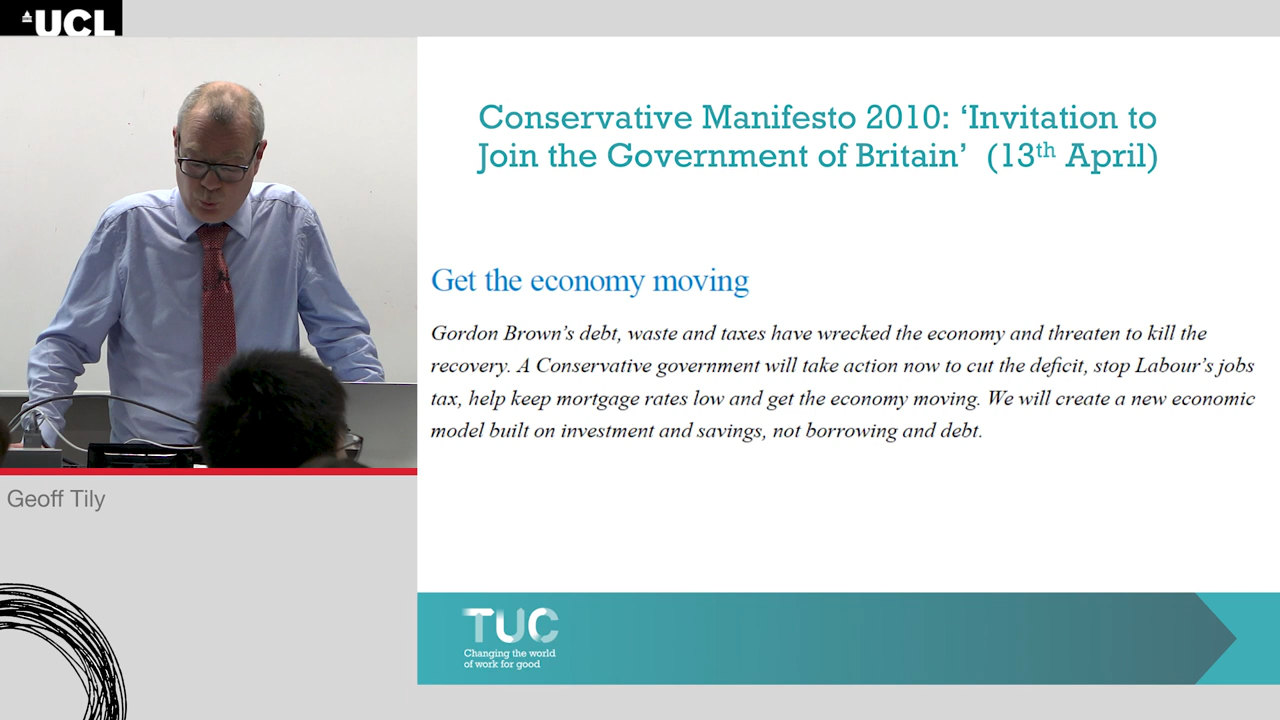 UCL
Conservative Manifesto 2010: ‘Invitation to
Join the Government of Britain’ (13th April)
Get the economy moving
Gordon Brown’s debt, waste and taxes have wrecked the economy and threaten to kill the
recovery. A Conservative government will take action now to cut the deficit, stop Labour’s jobs
tax, help keep mortgage rates low and get the economy moving. We will create a new economic
model built on investment and savings, not borrowing and debt.
Geoff Tily
TUC
Changing the world
of work for good